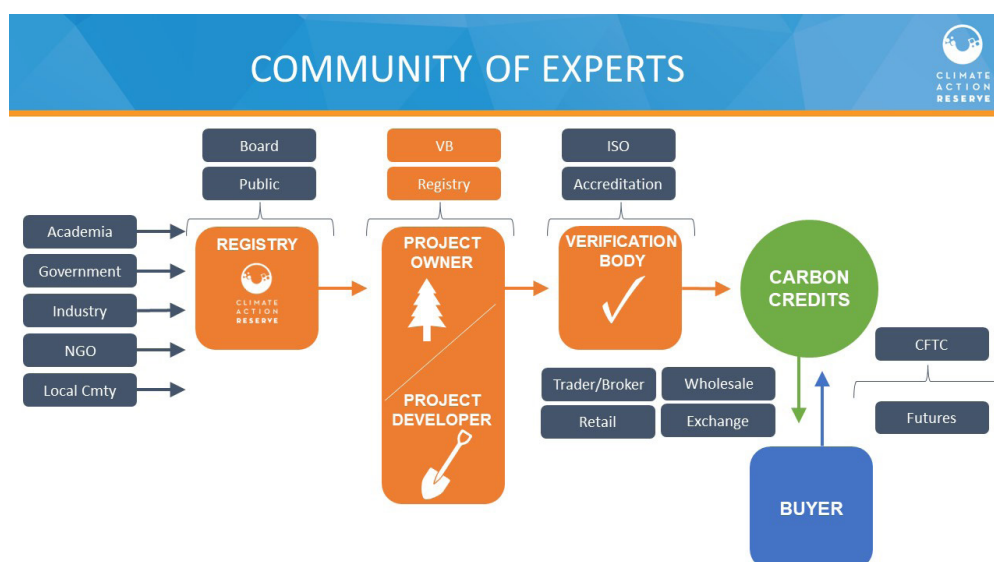 COMMUNITY OF EXPERTS
CLIMATE
ACTION
RESERVE
Board
Public
VB
Registry
ISO
Accreditation
Academia
Government
Industry
NGO
Local Cmty
REGISTRY
CLIMATE
ACTION
RESERVE
PROJECT
OWNER
PROJECT
DEVELOPER
VERIFICATION
BODY
CARBON
CREDITS
Trader/Broker
Wholesale
Retail
Exchange
CFTC
Futures
BUYER